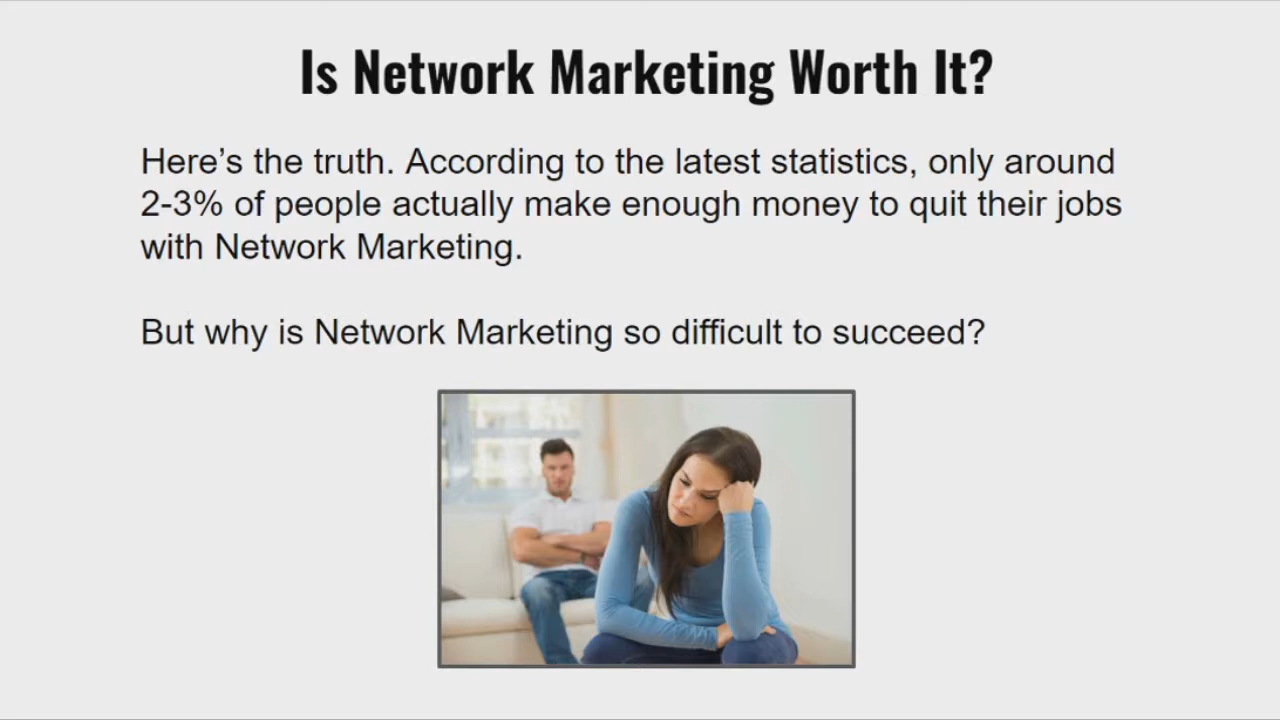 Is Network Marketing Worth It?
Here’s the truth. According to the latest statistics, only around
2-3% of people actually make enough money to quit their jobs
with Network Marketing.
But why is Network Marketing so difficult to succeed?